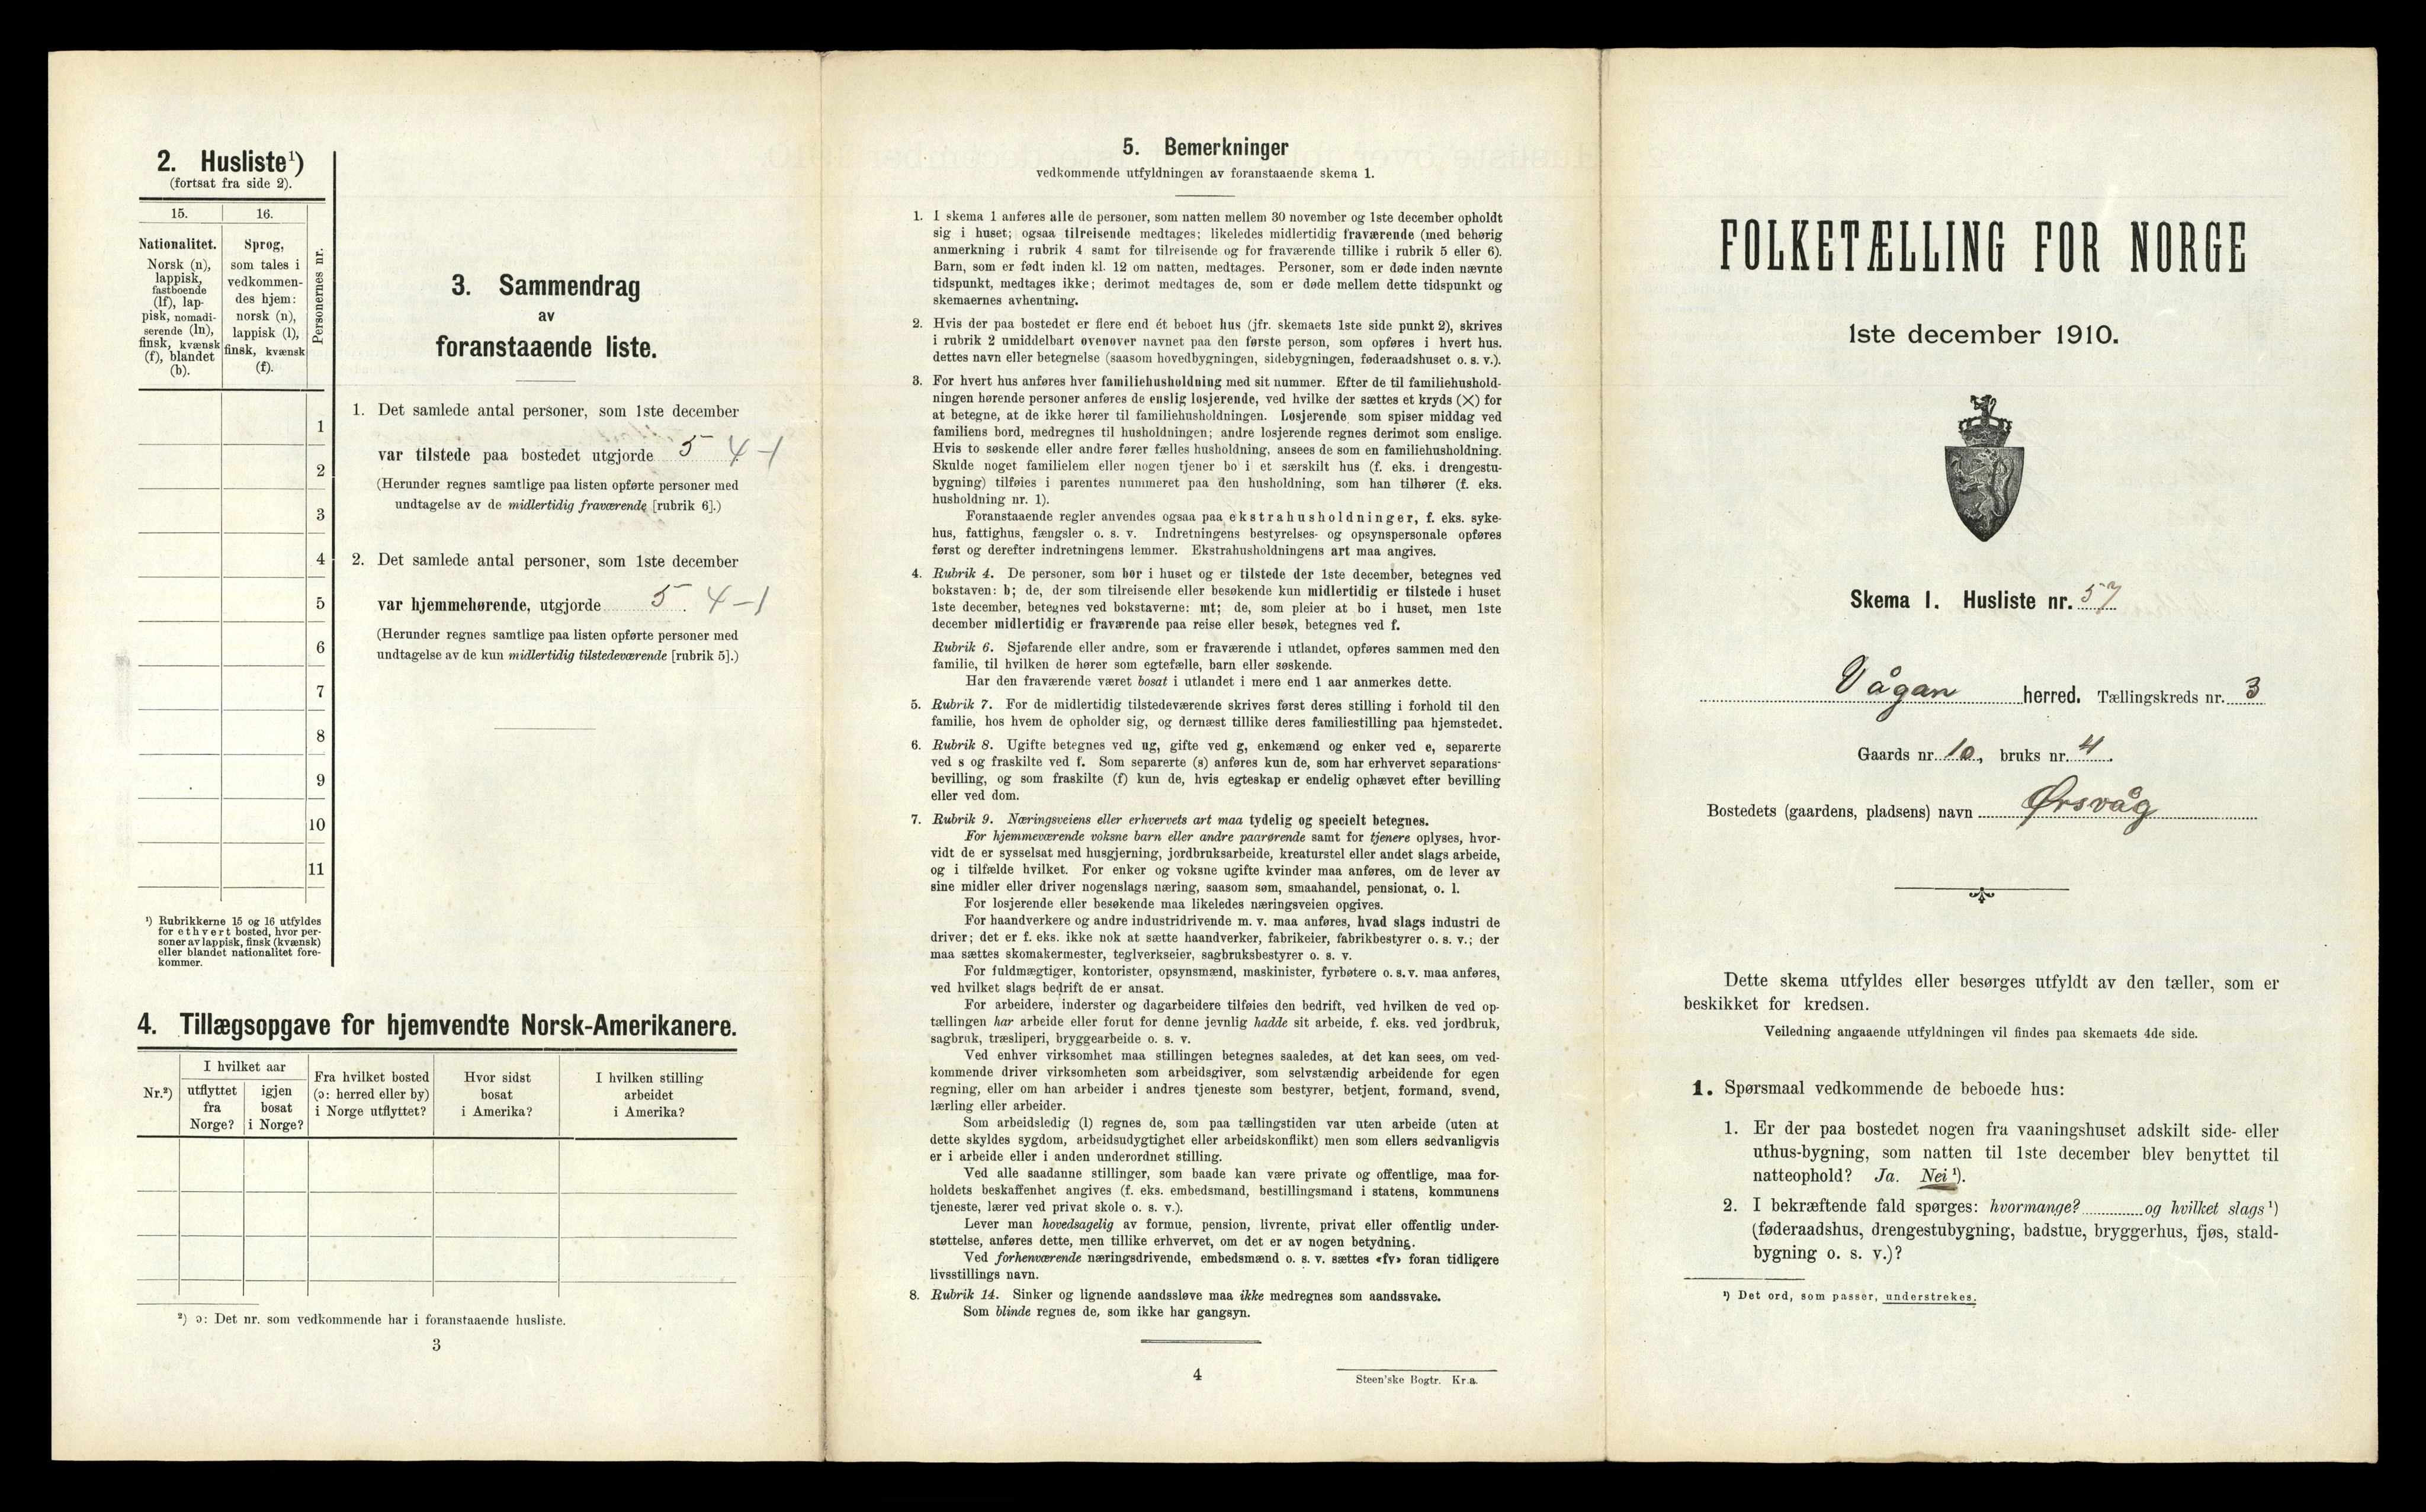 2. Husliste¹)
(fortsat fra side 2).
15. 16.
Nationalitet.
Norsk (n),
lappisk,
fastboende
(lf), lap-
pisk, nomadi-
serende (ln),
finsk, kvænsk
(f), blandet
(b).
Sprog,
som tales i
vedkommen-
des hjem:
norsk (n),
lappisk (l),
finsk, kvænsk
(f).
Personernes nr.
1
2
3
4
5
6
7
8
9
10
11
¹) Rubrikkerne 15 og 16 utfyldes
for ethvert bosted, hvor per-
soner av lappisk, finsk (kvænsk)
eller blandet nationalitet fore-
kommer.
3. Sammendrag
av
foranstaaende liste.
1. Det samlede antal personer, som 1ste december
var tilstede paa bostedet utgjorde 5 4-1
(Herunder regnes samtlige paa listen opførte personer med
undtagelse av de midlertidig fraværende [rubrik 6].)
2. Det samlede antal personer, som 1ste december
var hjemmehørende, utgjorde 5. 4-1
(Herunder regnes samtlige paa listen opførte personer med
undtagelse av de kun midlertidig tilstedeværende [rubrik 5].)
4. Tillægsopgave for hjemvendte Norsk-Amerikanere.
Nr.²)
I hvilket aar
utflyttet
fra
Norge?
igjen
bosat
i Norge?
Fra hvilket bosted
(ɔ: herred eller by)
i Norge utflyttet?
Hvor sidst
bosat
i Amerika?
I hvilken stilling
arbeidet
i Amerika?
²) ɔ: Det nr. som vedkommende har i foranstaaende husliste.
3
5. Bemerkninger
vedkommende utfyldningen av foranstaaende skema 1.
1. I skema 1 anføres alle de personer, som natten mellem 30 november og 1ste december opholdt
sig i huset; ogsaa tilreisende medtages; likeledes midlertidig fraværende (med behørig
anmerkning i rubrik 4 samt for tilreisende og for fraværende tillike i rubrik 5 eller 6).
Barn, som er født inden kl. 12 om natten, medtages. Personer, som er døde inden nævnte
tidspunkt, medtages ikke; derimot medtages de, som er døde mellem dette tidspunkt og
skemaernes avhentning.
2. Hvis der paa bostedet er flere end ét beboet hus (jfr. skemaets 1ste side punkt 2), skrives
i rubrik 2 umiddelbart ovenover navnet paa den første person, som opføres i hvert hus.
dettes navn eller betegnelse (saasom hovedbygningen, sidebygningen, føderaadshuset o. s. v.).
3. For hvert hus anføres hver familiehusholdning med sit nummer. Efter de til familiehushold-
ningen hørende personer anføres de enslig losjerende, ved hvilke der sættes et kryds (×) for
at betegne, at de ikke hører til familiehusholdningen. Losjerende som spiser middag ved
familiens bord, medregnes til husholdningen; andre losjerende regnes derimot som enslige.
Hvis to søskende eller andre fører fælles husholdning, ansees de som en familiehusholdning.
Skulde noget familielem eller nogen tjener bo i et særskilt hus (f. eks. i drengestu-
bygning) tilføies i parentes nummeret paa den husholdning, som han tilhører (f. eks.
husholdning nr. 1).
Foranstaaende regler anvendes ogsaa paa ekstrahusholdninger, f. eks. syke-
hus, fattighus, fængsler o. s. v. Indretningens bestyrelses- og opsynspersonale opføres
først og derefter indretningens lemmer. Ekstrahusholdningens art maa angives.
4. Rubrik 4. De personer, som bor i huset og er tilstede der 1ste december, betegnes ved
bokstaven: b; de, der som tilreisende eller besøkende kun midlertidig er tilstede i huset
1ste december, betegnes ved bokstaverne: mt; de, som pleier at bo i huset, men 1ste
december midlertidig er fraværende paa reise eller besøk, betegnes ved f.
Rubrik 6. Sjøfarende eller andre, som er fraværende i utlandet, opføres sammen med den
familie, til hvilken de hører som egtefælle, barn eller søskende.
Har den fraværende været bosat i utlandet i mere end 1 aar anmerkes dette.
5. Rubrik 7. For de midlertidig tilstedeværende skrives først deres stilling i forhold til den
familie, hos hvem de opholder sig, og dernæst tillike deres familiestilling paa hjemstedet.
6. Rubrik 8. Ugifte betegnes ved ug, gifte ved g, enkemænd og enker ved e, separerte
ved s og fraskilte ved f. Som separerte (s) anføres kun de, som har erhvervet separations-
bevilling, og som fraskilte (f) kun de, hvis egteskap er endelig ophævet efter bevilling
eller ved dom.
7. Rubrik 9. Næringsveiens eller erhvervets art maa tydelig og specielt betegnes.
For hjemmeværende voksne barn eller andre paarørende samt for tjenere oplyses, hvor-
vidt de er sysselsat med husgjerning, jordbruksarbeide, kreaturstel eller andet slags arbeide,
og i tilfælde hvilket. For enker og voksne ugifte kvinder maa anføres, om de lever av
sine midler eller driver nogenslags næring, saasom søm, smaahandel, pensionat, o. l.
For losjerende eller besøkende maa likeledes næringsveien opgives.
For haandverkere og andre industridrivende m. v. maa anføres, hvad slags industri de
driver; det er f. eks. ikke nok at sætte haandverker, fabrikeier, fabrikbestyrer o. s. v.; der
maa sættes skomakermester, teglverkseier, sagbruksbestyrer o. s. v.
For fuldmægtiger, kontorister, opsynsmænd, maskinister, fyrbøtere o. s. v. maa anføres,
ved hvilket slags bedrift de er ansat.
For arbeidere, inderster og dagarbeidere tilføies den bedrift, ved hvilken de ved op-
tællingen har arbeide eller forut for denne jevnlig hadde sit arbeide, f. eks. ved jordbruk,
sagbruk, træsliperi, bryggearbeide o. s. v.
Ved enhver virksomhet maa stillingen betegnes saaledes, at det kan sees, om ved-
kommende driver virksomheten som arbeidsgiver, som selvstændig arbeidende for egen
regning, eller om han arbeider i andres tjeneste som bestyrer, betjent, formand, svend,
lærling eller arbeider.
Som arbeidsledig (l) regnes de, som paa tællingstiden var uten arbeide (uten at
dette skyldes sygdom, arbeidsudygtighet eller arbeidskonflikt) men som ellers sedvanligvis
er i arbeide eller i anden underordnet stilling.
Ved alle saadanne stillinger, som baade kan være private og offentlige, maa for-
holdets beskaffenhet angives (f. eks. embedsmand, bestillingsmand i statens, kommunens
tjeneste, lærer ved privat skole o. s. v.).
Lever man hovedsagelig av formue, pension, livrente, privat eller offentlig under-
støttelse, anføres dette, men tillike erhvervet, om det er av nogen betydning.
Ved forhenværende næringsdrivende, embedsmænd o. s. v. sættes «fv» foran tidligere
livsstillings navn.
8. Rubrik 14. Sinker og lignende aandssløve maa ikke medregnes som aandssvake.
Som blinde regnes de, som ikke har gangsyn.
4
Steen'ske Bogtr. Kr.a.
FOLKETÆLLING FOR NORGE
1ste december 1910.
Skema 1. Husliste nr. 57
Vågan herred. Tællingskreds nr. 3
Gaards nr. 10, bruks nr. 4.
Bostedets (gaardens, pladsens) navn Ørsvåg
Dette skema utfyldes eller besørges utfyldt av den tæller, som er
beskikket for kredsen.
Veiledning angaaende utfyldningen vil findes paa skemaets 4de side.
1. Spørsmaal vedkommende de beboede hus:
1. Er der paa bostedet nogen fra vaaningshuset adskilt side- eller
uthus-bygning, som natten til 1ste december blev benyttet til
natteophold? Ja. Nei¹).
2. I bekræftende fald spørges: hvormange? og hvilket slags¹)
(føderaadshus, drengestubygning, badstue, bryggerhus, fjøs, stald-
bygning o. s. v.)?
¹) Det ord, som passer, understrekes.